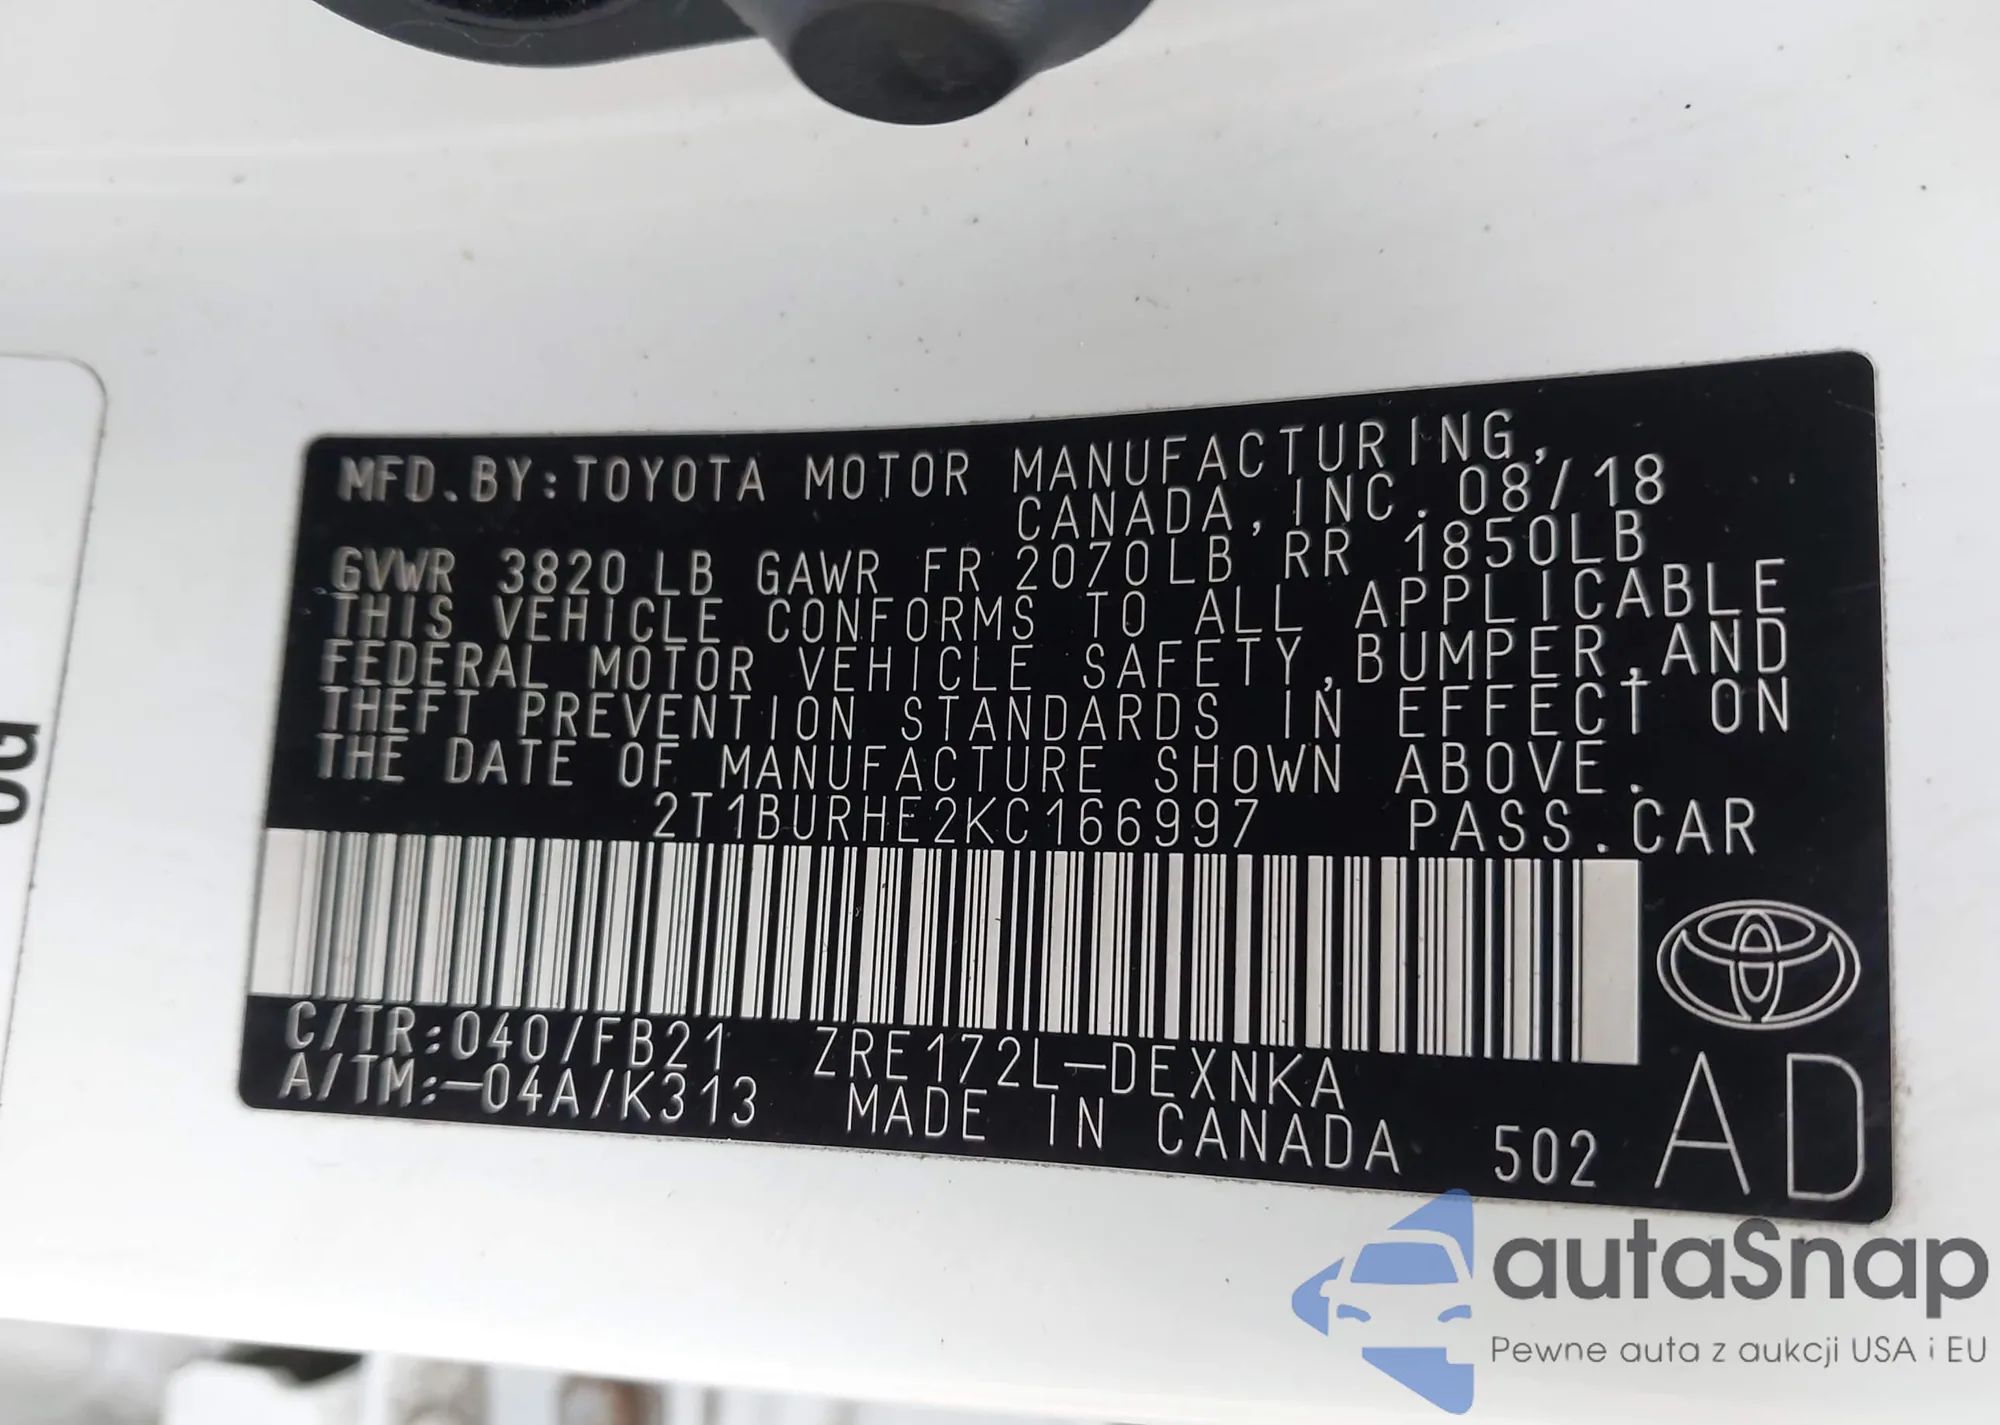 MFD.BY:TOYOTA MOTOR MANUFACTURING,
CANADA,INC.08/18
GVWR 3820LB GAWR FR 2070LB RR 1850LB
THIS VEHICLE CONFORMS TO ALL APPLICABLE
FEDERAL MOTOR VEHICLE SAFETY,BUMPER,AND
THEFT PREVENTION STANDARDS IN EFFECT ON
THE DATE OF MANUFACTURE SHOWN ABOVE.
2T1BURHE2KC166997 PASS.CAR
C/TR:040/FB21 ZRE172L-DEXNKA
A/TM:-04A/K313 MADE IN CANADA 502 AD
autaSnap
Pewne auta z aukcji USA i EU